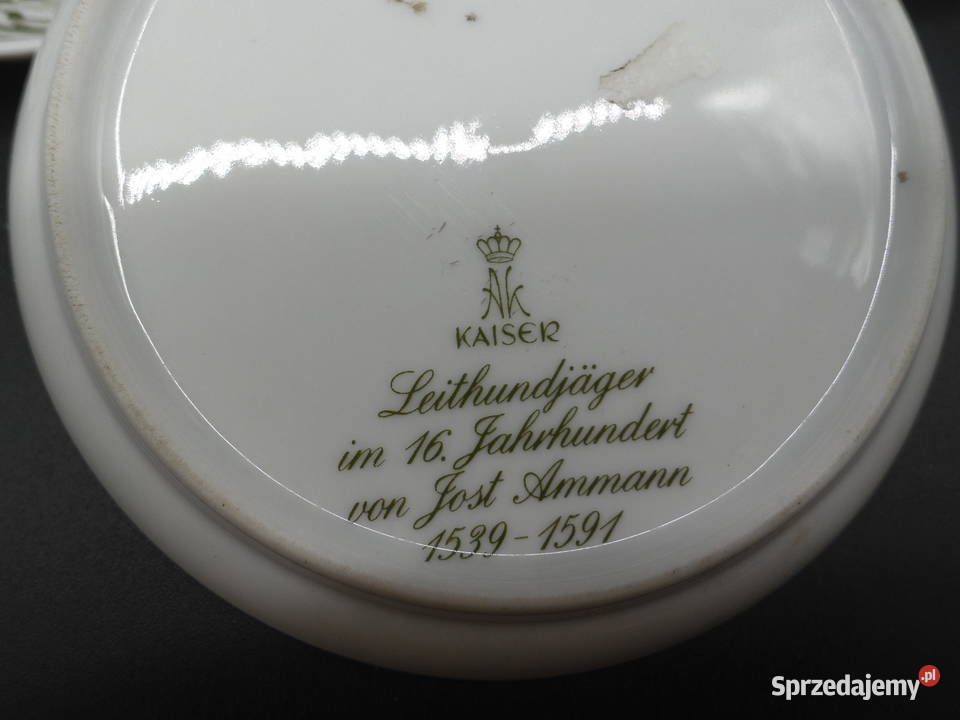 AK
KAISER
Leithundjäger
im 16. Jahrhundert
von Jost Ammann
1539-1591
Sprzedajemy.pl